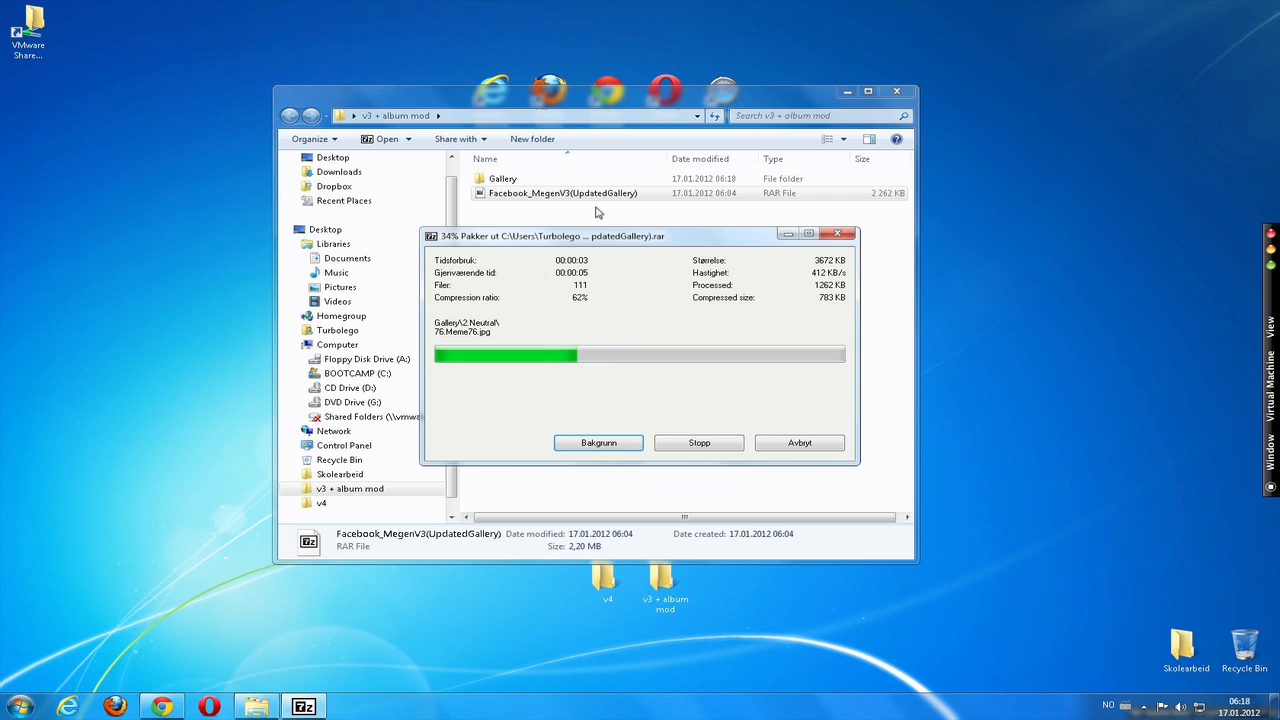 VMware
Share...
v3 + album mod
Search v3 + album mod
Organize
Open
Share with
New folder
Name
Date modified
Type
Size
Gallery
17.01.2012 06:18
File folder
Facebook_MegenV3(UpdatedGallery)
17.01.2012 06:04
RAR File
2 262 KB
Desktop
Downloads
Dropbox
Recent Places
Desktop
Libraries
Documents
Music
Pictures
Videos
Homegroup
Turbolego
Computer
Floppy Disk Drive (A:)
BOOTCAMP (C:)
CD Drive (D:)
DVD Drive (G:)
Shared Folders (\\vmwa
Network
Control Panel
Recycle Bin
Skolearbeid
v3 + album mod
v4
34% Pakker ut C:\Users\Turbolego ... pdatedGallery).rar
Tidsforbruk: 00:00:03
Størrelse: 3672 KB
Gjenværende tid: 00:00:05
Hastighet: 412 KB/s
Filer: 111
Processed: 1262 KB
Compression ratio: 62%
Compressed size: 783 KB
Gallery\2.Neutral\
76.Meme76.jpg
Bakgrunn
Stopp
Avbryt
Facebook_MegenV3(UpdatedGallery)
Date modified: 17.01.2012 06:04
Date created: 17.01.2012 06:04
RAR File
Size: 2,20 MB
7z
v4
v3 + album
mod
Skolearbeid
Recycle Bin
View
Virtual Machine
Window
7z
NO
06:18
17.01.2012